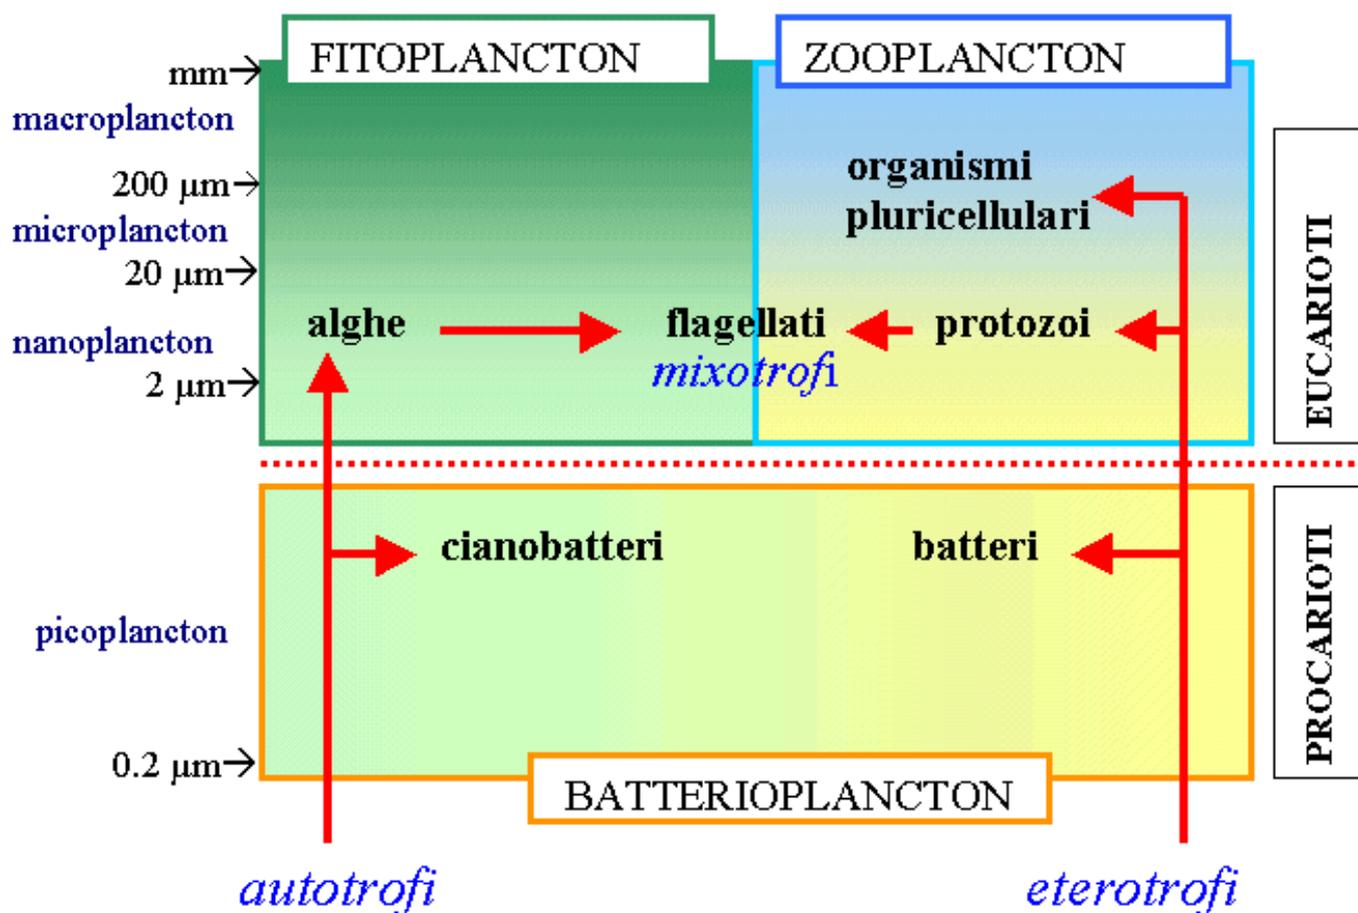 FITOPLANCTON
ZOOPLANCTON
mm→
macroplancton
organismi
200 µm→
pluricellulari
microplancton
20 µm→
alghe
flagellati
protozoi
nanoplancton
mixotrofi
2 µm→
EUCARIOTI
cianobatteri
batteri
picoplancton
PROCARIOTI
0.2 µm→
BATTERIOPLANCTON
autotrofi
eterotrofi